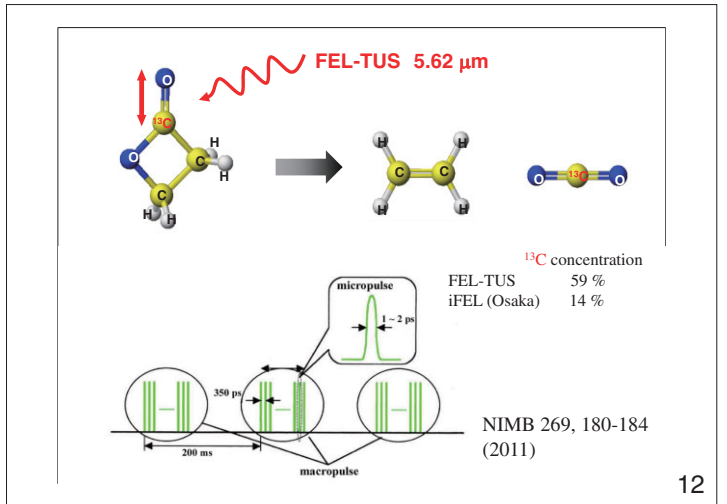 FEL-TUS 5.62 μm
O
¹³C
O
C
H
H
C
H
H
H
H
C
C
H
H
O
¹³C
O
¹³C concentration
FEL-TUS 59 %
iFEL (Osaka) 14 %
micropulse
1 ~ 2 ps
350 ps
200 ms
macropulse
NIMB 269, 180-184
(2011)
12